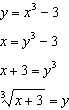 y = x³ − 3
x = y³ − 3
x + 3 = y³
∛(x + 3) = y